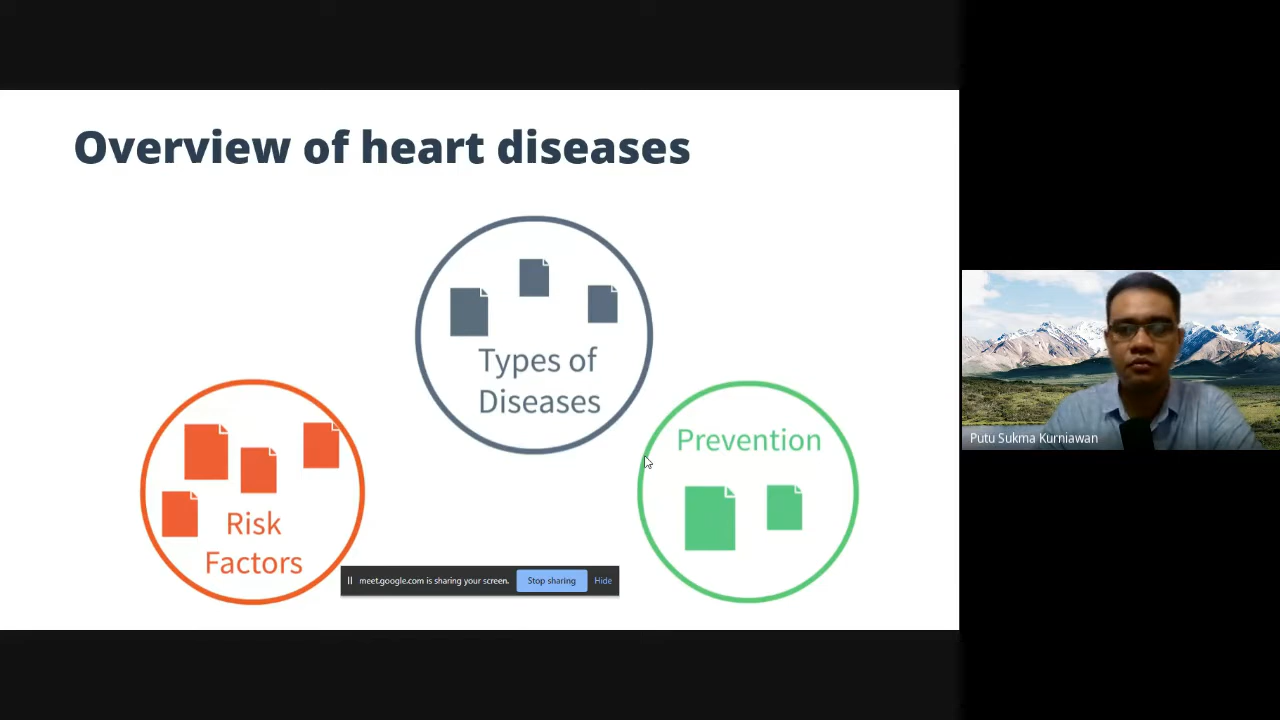 Overview of heart diseases
Types of
Diseases
Prevention
Risk
Factors
meet.google.com is sharing your screen.
Stop sharing
Hide
Putu Sukma Kurniawan